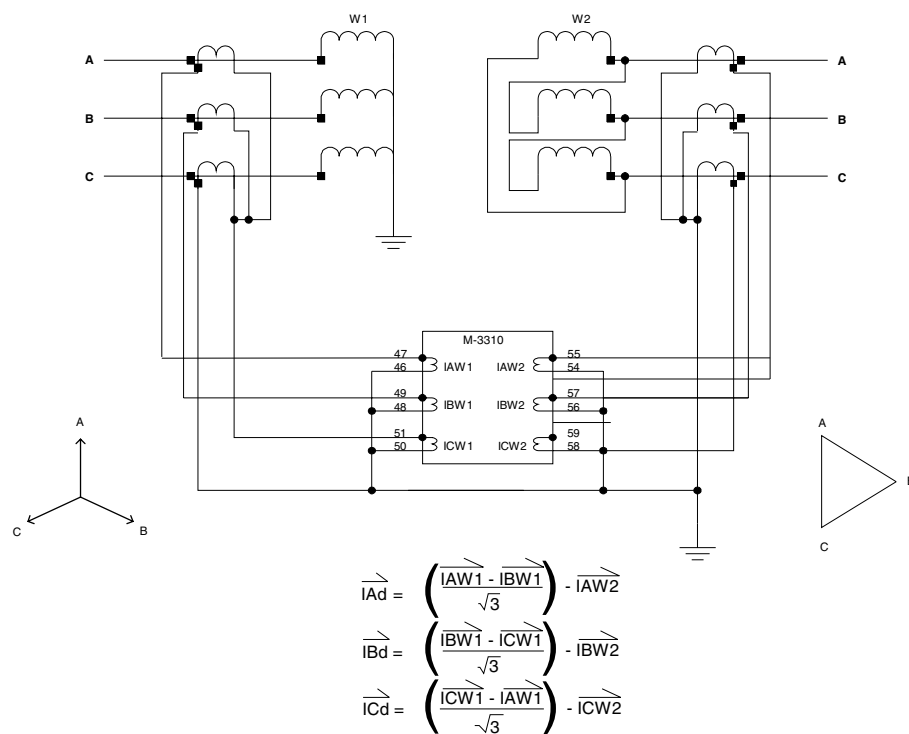 W1 W2
A A
B B
C C
M-3310
47 55
46 IAW1 IAW2 54
49 57
48 IBW1 IBW2 56
51 59
50 ICW1 ICW2 58
A A
C B
C
IAd = ( IAW1 - IBW1 / √3 ) - IAW2
IBd = ( IBW1 - ICW1 / √3 ) - IBW2
ICd = ( ICW1 - IAW1 / √3 ) - ICW2